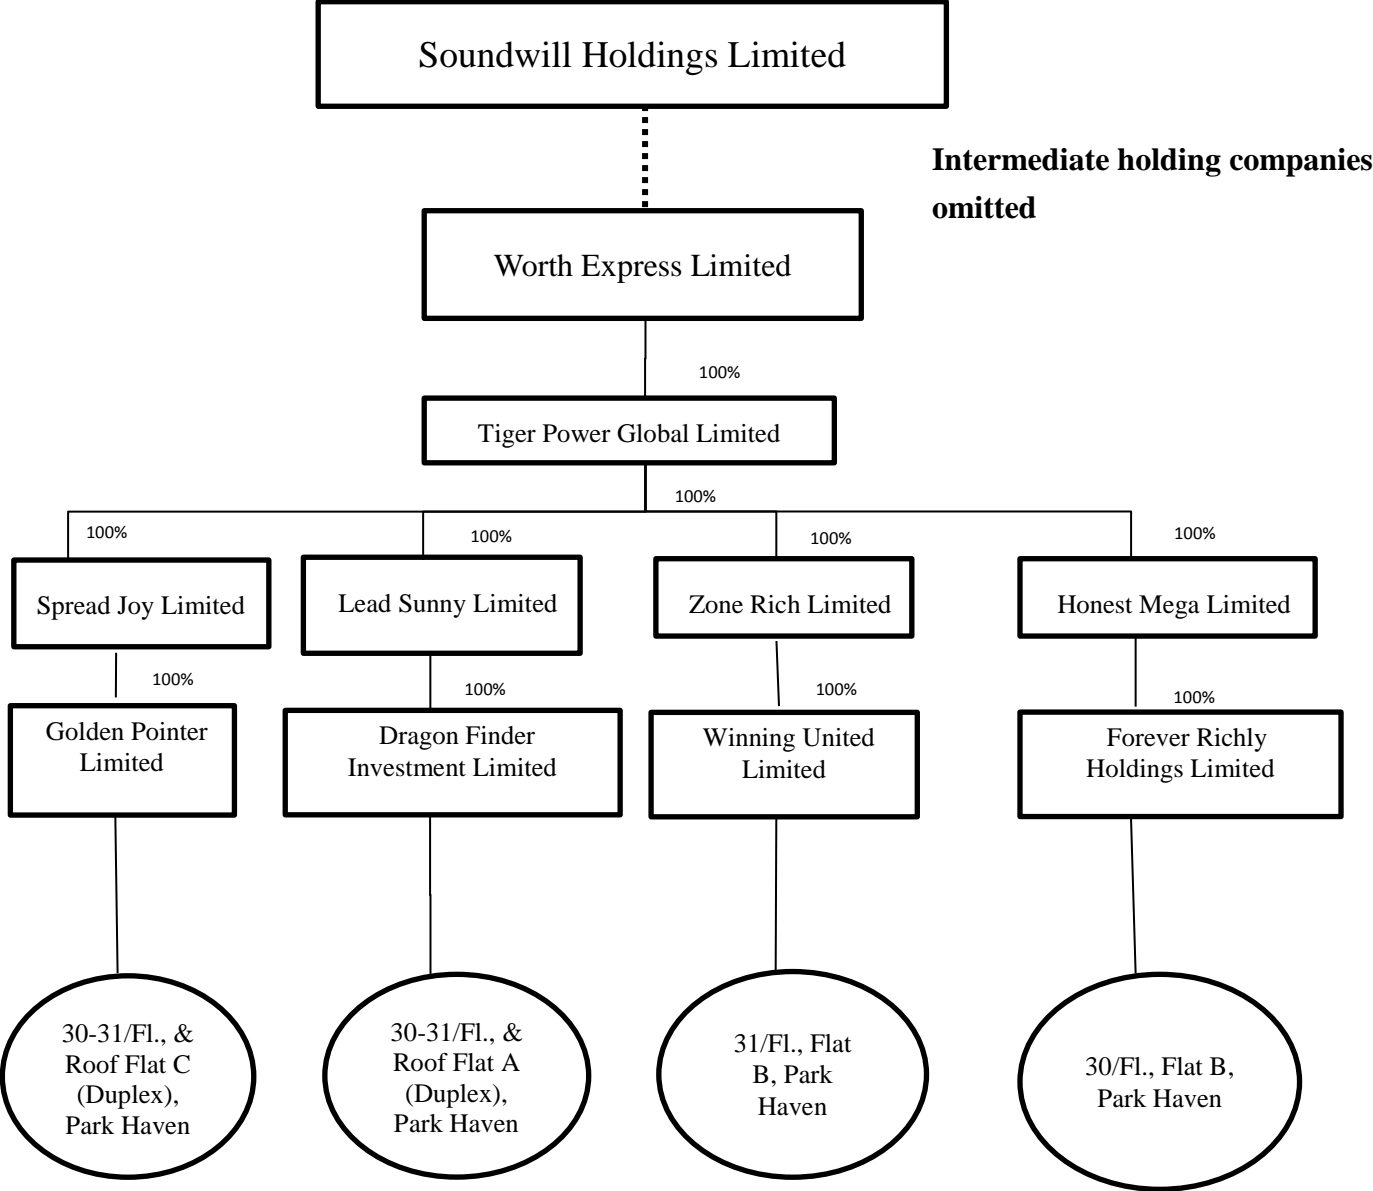 Soundwill Holdings Limited
Intermediate holding companies
omitted
Worth Express Limited
100%
Tiger Power Global Limited
100%
100%
100%
100%
100%
Spread Joy Limited
Lead Sunny Limited
Zone Rich Limited
Honest Mega Limited
100%
100%
100%
100%
Golden Pointer
Limited
Dragon Finder
Investment Limited
Winning United
Limited
Forever Richly
Holdings Limited
30-31/Fl., &
Roof Flat C
(Duplex),
Park Haven
30-31/Fl., &
Roof Flat A
(Duplex),
Park Haven
31/Fl., Flat
B, Park
Haven
30/Fl., Flat B,
Park Haven